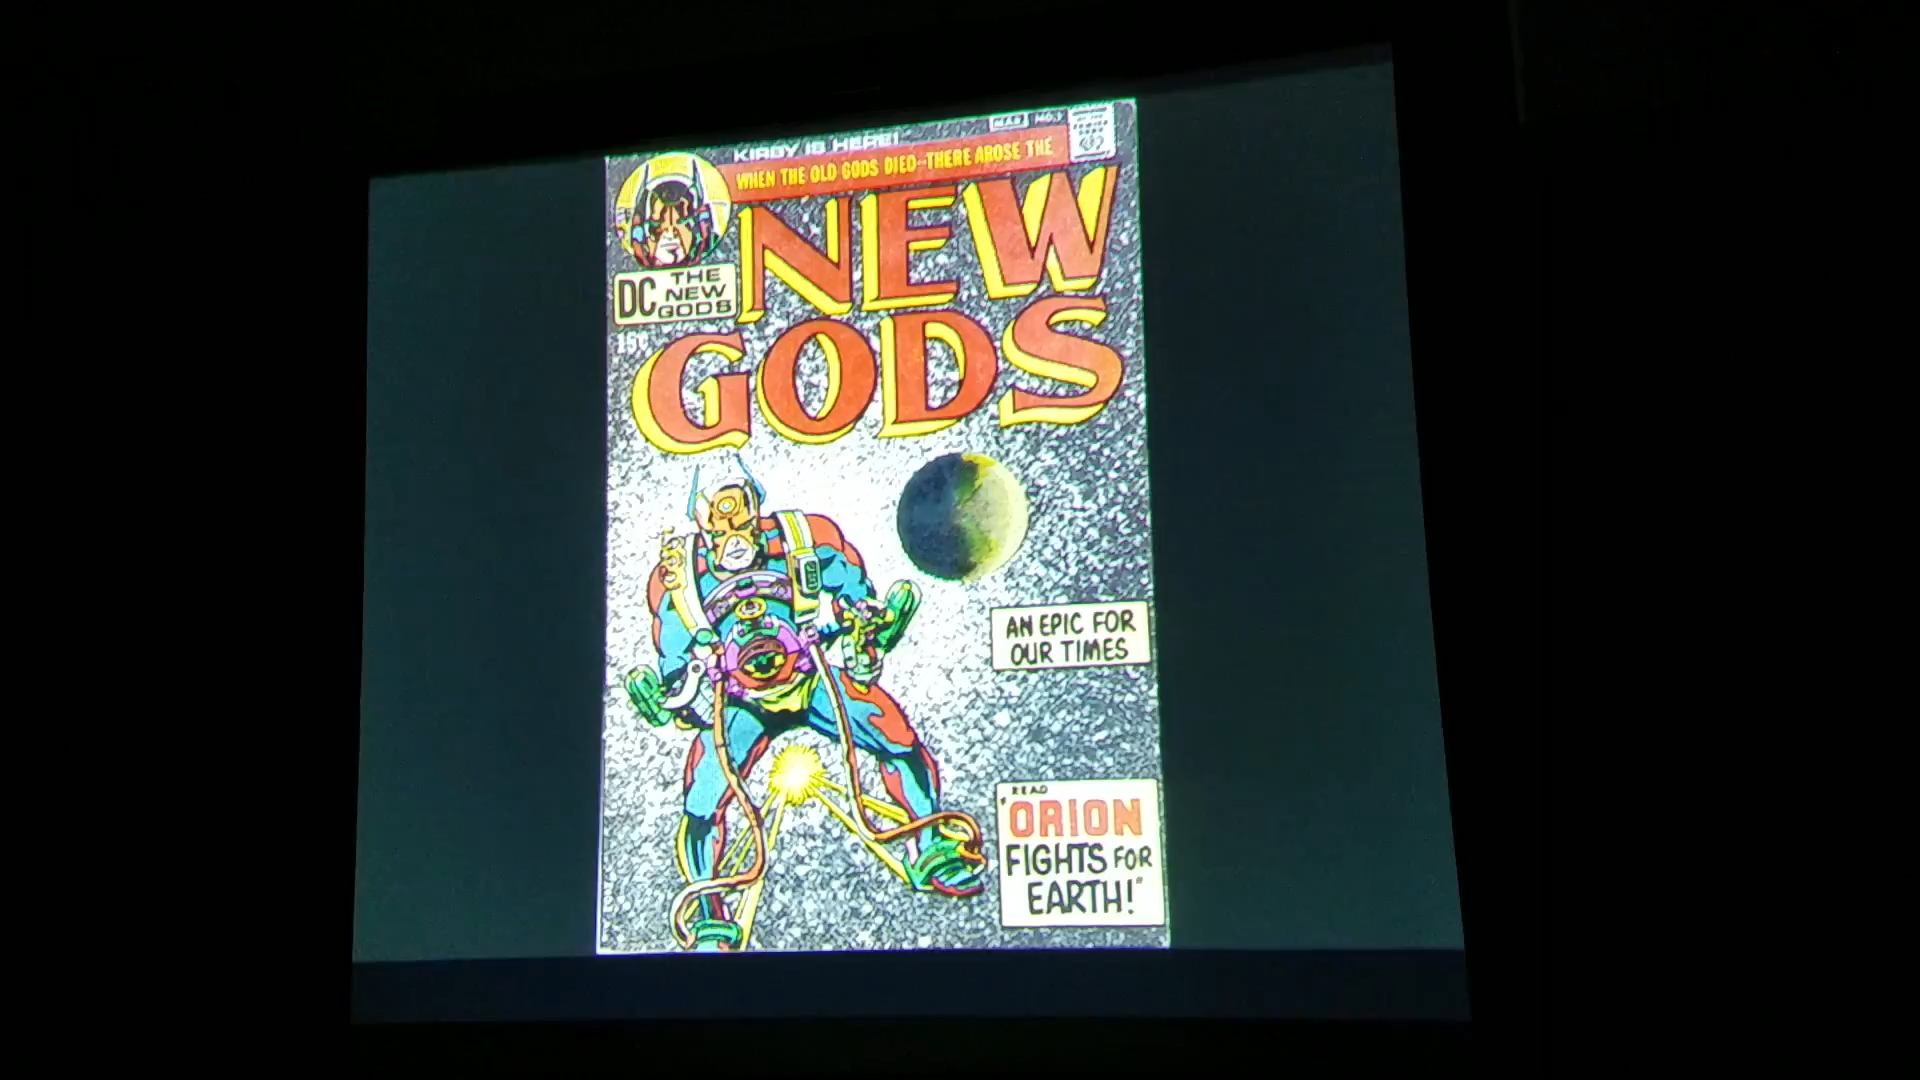 KIRBY IS HERE!
MAR. NO.1
WHEN THE OLD GODS DIED--THERE AROSE THE
NEW
GODS
DC THE
NEW
GODS
15¢
AN EPIC FOR
OUR TIMES
READ
"ORION
FIGHTS FOR
EARTH!"